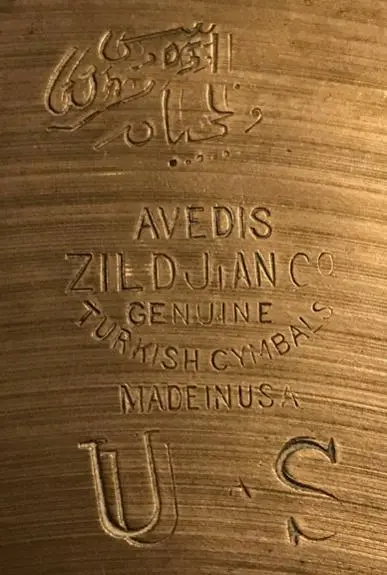 AVEDIS
ZILDJIAN CO
GENUINE
TURKISH CYMBALS
MADE IN U S A
U S